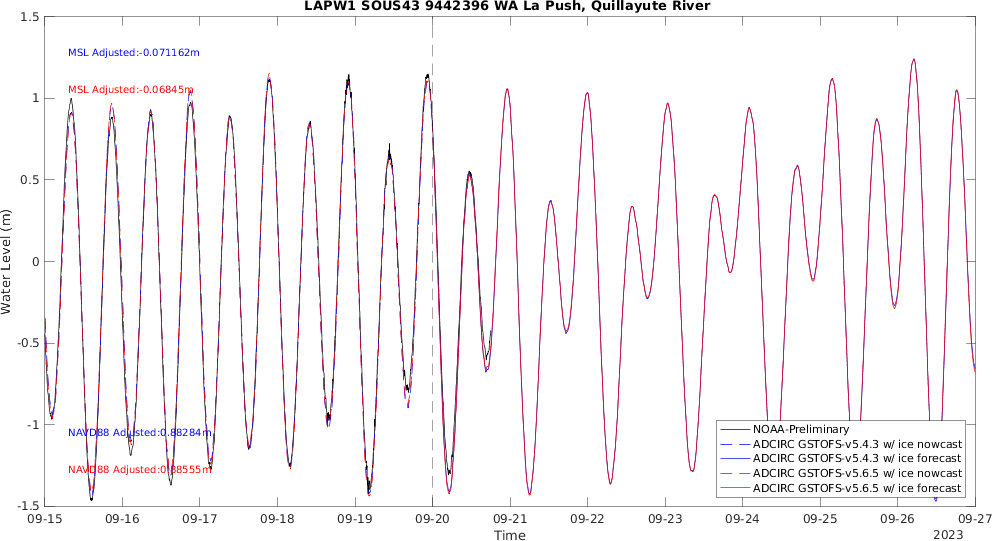 LAPW1 SOUS43 9442396 WA La Push, Quillayute River
1.5
1
0.5
0
-0.5
-1
-1.5
Water Level (m)
MSL Adjusted:-0.071162m
MSL Adjusted:-0.06845m
NAVD88 Adjusted:0.88284m
NAVD88 Adjusted:0.88555m
NOAA-Preliminary
ADCIRC GSTOFS-v5.4.3 w/ ice nowcast
ADCIRC GSTOFS-v5.4.3 w/ ice forecast
ADCIRC GSTOFS-v5.6.5 w/ ice nowcast
ADCIRC GSTOFS-v5.6.5 w/ ice forecast
09-15 09-16 09-17 09-18 09-19 09-20 09-21 09-22 09-23 09-24 09-25 09-26 09-27
Time
2023